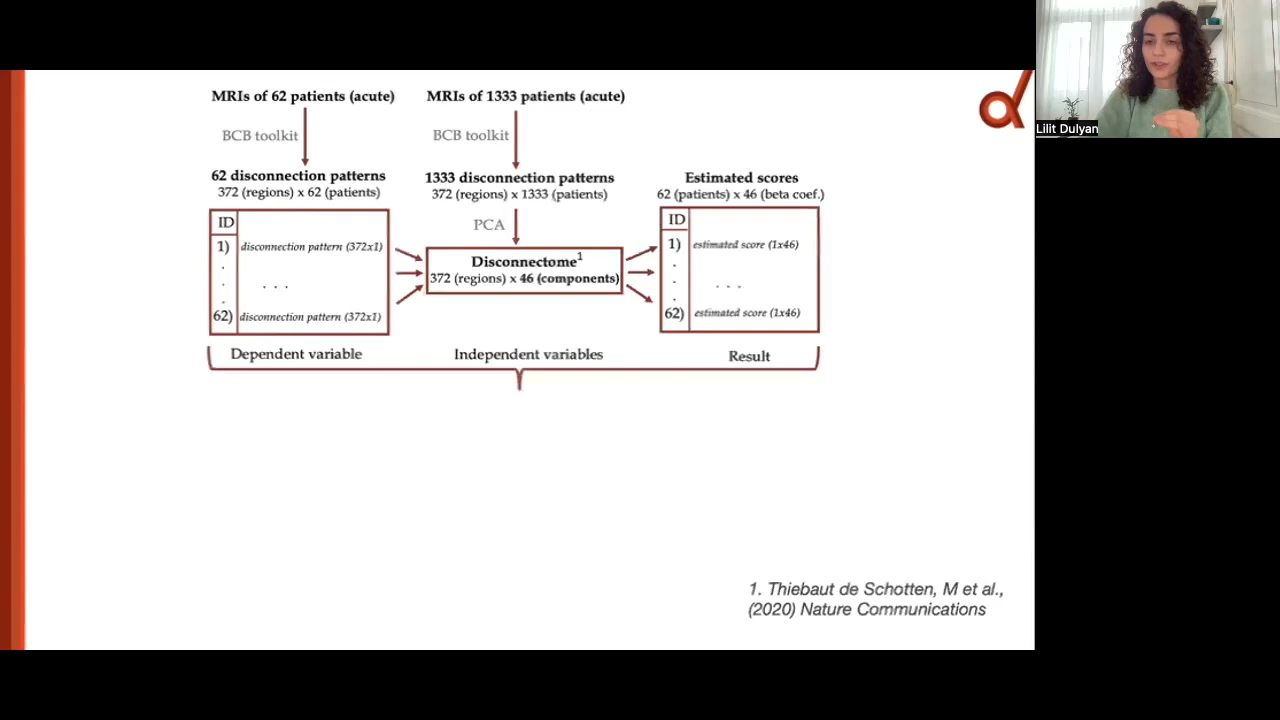 MRIs of 62 patients (acute)
BCB toolkit
62 disconnection patterns
372 (regions) x 62 (patients)
ID
1) disconnection pattern (372x1)
.
. . . .
.
62) disconnection pattern (372x1)
Dependent variable
MRIs of 1333 patients (acute)
BCB toolkit
1333 disconnection patterns
372 (regions) x 1333 (patients)
PCA
Disconnectome1
372 (regions) x 46 (components)
Independent variables
Estimated scores
62 (patients) x 46 (beta coef.)
ID
1) estimated score (1x46)
.
. . . .
.
62) estimated score (1x46)
Result
1. Thiebaut de Schotten, M et al.,
(2020) Nature Communications
Lilit Dulyan